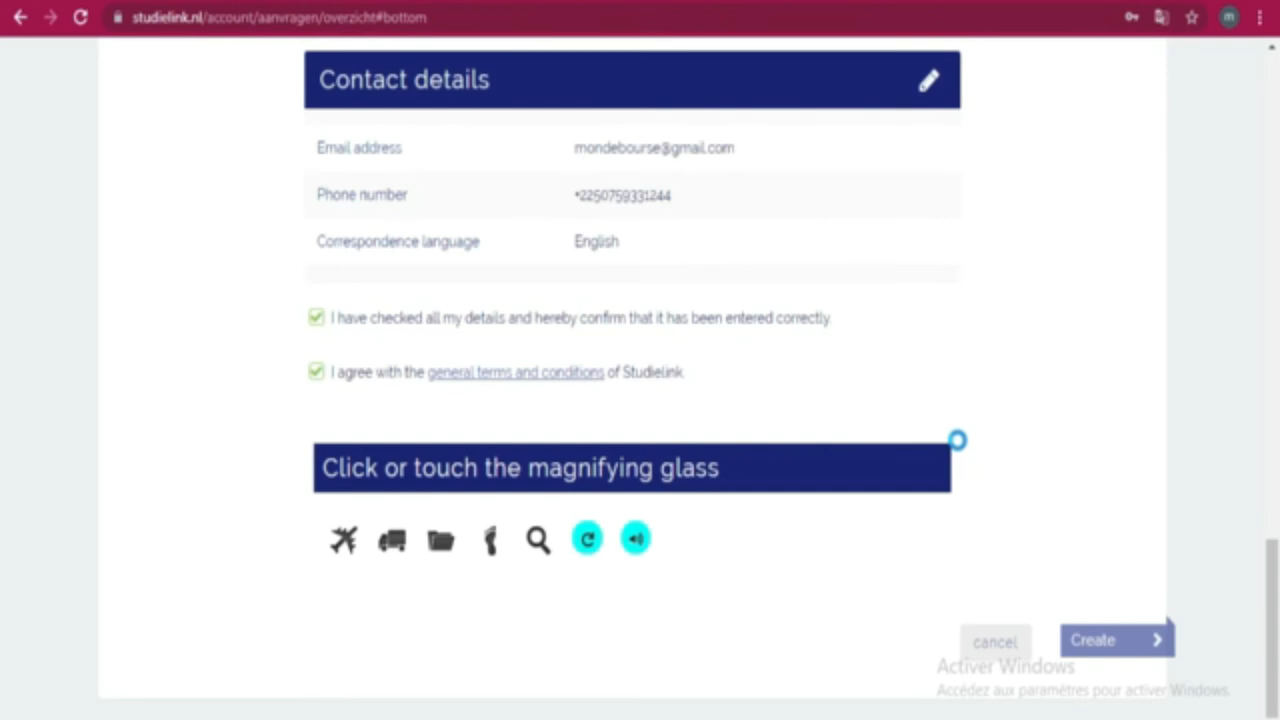 studielink.nl/account/aanvragen/overzicht#bottom
m
Contact details
Email address mondebourse@gmail.com
Phone number +2250759331244
Correspondence language English
I have checked all my details and hereby confirm that it has been entered correctly.
I agree with the general terms and conditions of Studielink.
Click or touch the magnifying glass
cancel
Create
Activer Windows
Accédez aux paramètres pour activer Windows.